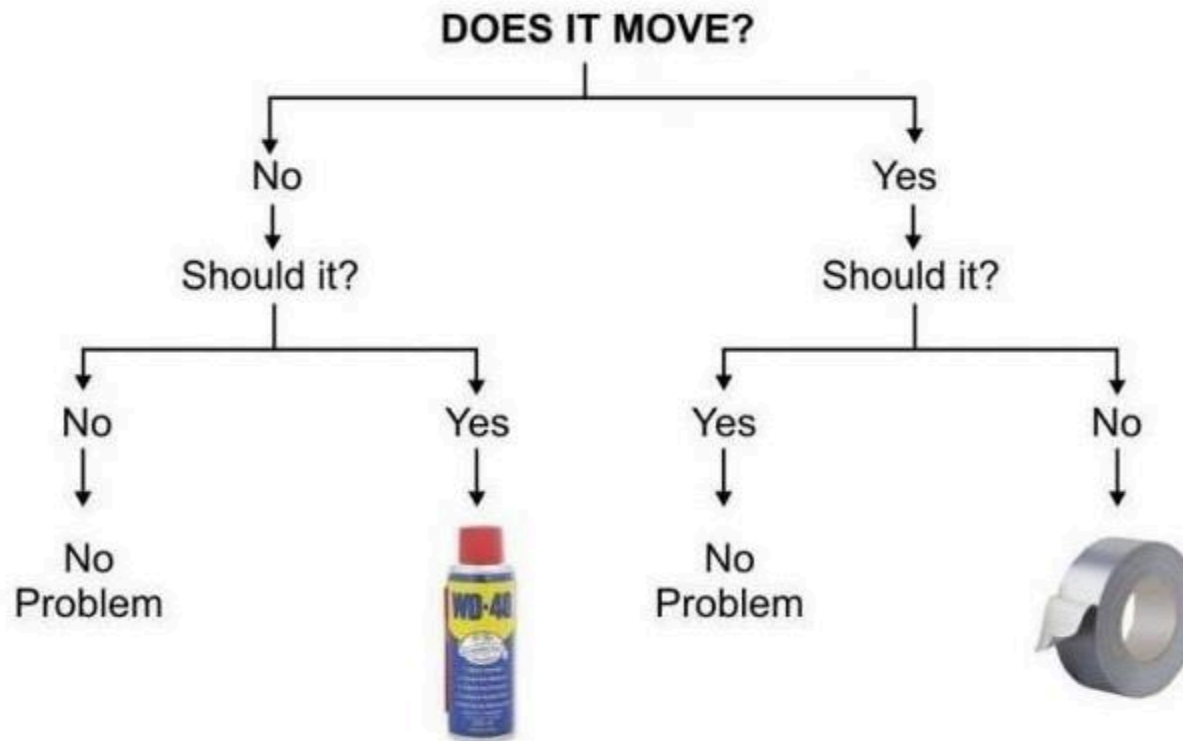 DOES IT MOVE?
No
Yes
Should it?
Should it?
No
Yes
Yes
No
No
Problem
WD-40
No
Problem